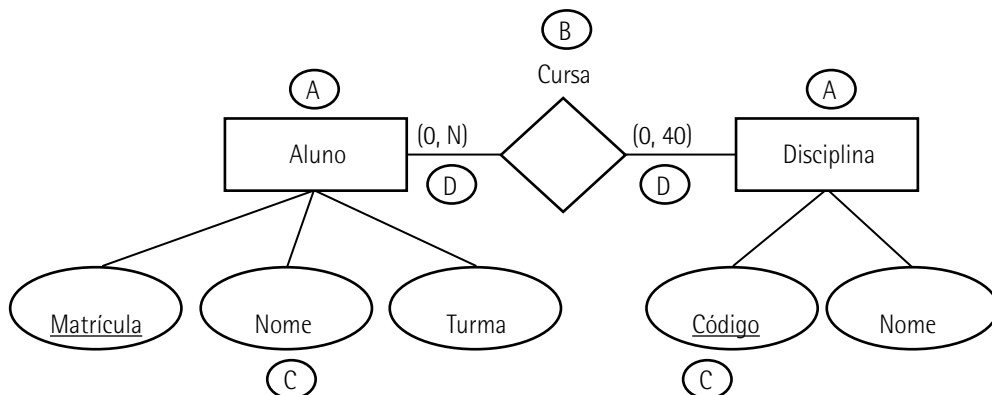 B
Cursa
A
A
(0, N)
(0, 40)
Aluno
Disciplina
D
D
Matrícula
Nome
Turma
Código
Nome
C
C